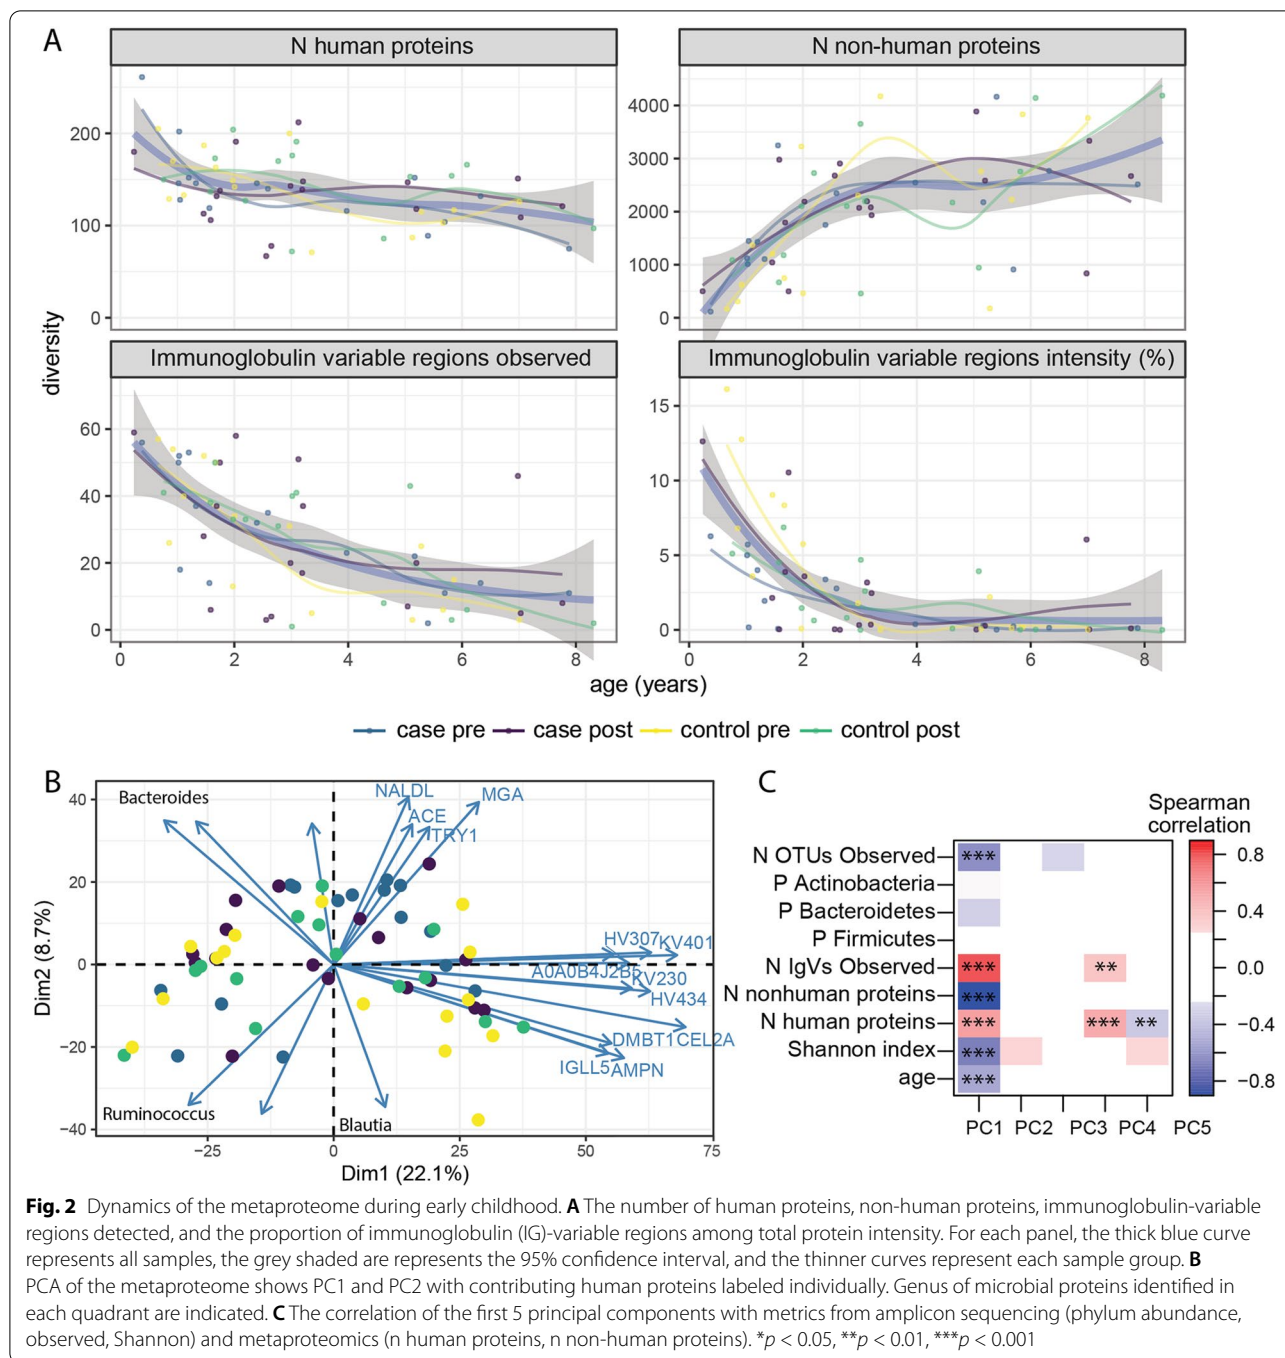 A
N human proteins
N non-human proteins
200
100
0
4000
3000
2000
1000
0
diversity
Immunoglobulin variable regions observed
Immunoglobulin variable regions intensity (%)
60
40
20
0
15
10
5
0
0 2 4 6 8
0 2 4 6 8
age (years)
case pre case post control pre control post
B
Bacteroides
NALDL
MGA
ACE
TRY1
HV307
KV401
A0A0B4J2B5
KV230
HV434
DMBT1
CEL2A
IGLL5
AMPN
Ruminococcus
Blautia
40
20
0
−20
−40
Dim2 (8.7%)
−25 0 25 50 75
Dim1 (22.1%)
C
Spearman
correlation
N OTUs Observed ***
P Actinobacteria
P Bacteroidetes
P Firmicutes
N IgVs Observed *** **
N nonhuman proteins ***
N human proteins *** *** **
Shannon index ***
age ***
PC1 PC2 PC3 PC4 PC5
0.8
0.4
0.0
−0.4
−0.8
Fig. 2 Dynamics of the metaproteome during early childhood. A The number of human proteins, non-human proteins, immunoglobulin-variable
regions detected, and the proportion of immunoglobulin (IG)-variable regions among total protein intensity. For each panel, the thick blue curve
represents all samples, the grey shaded are represents the 95% confidence interval, and the thinner curves represent each sample group. B
PCA of the metaproteome shows PC1 and PC2 with contributing human proteins labeled individually. Genus of microbial proteins identified in
each quadrant are indicated. C The correlation of the first 5 principal components with metrics from amplicon sequencing (phylum abundance,
observed, Shannon) and metaproteomics (n human proteins, n non-human proteins). *p < 0.05, **p < 0.01, ***p < 0.001